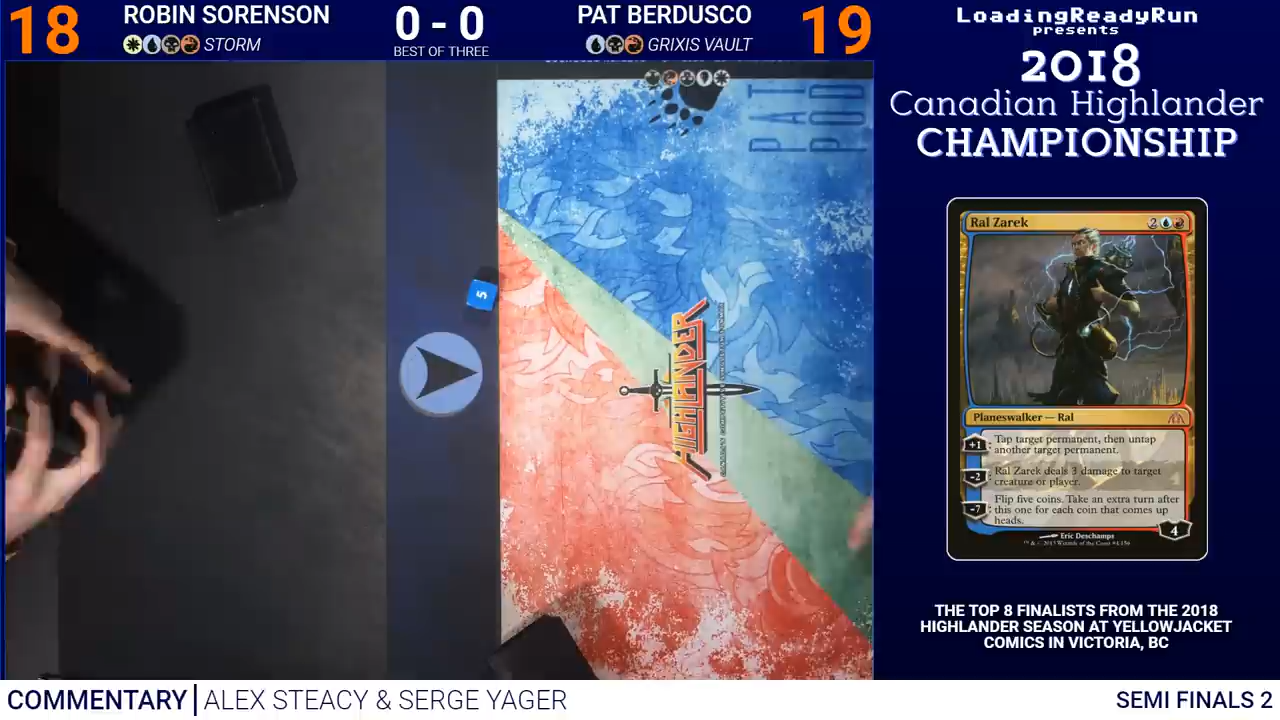 18
ROBIN SORENSON
STORM
0 - 0
BEST OF THREE
PAT BERDUSCO
GRIXIS VAULT
19
LoadingReadyRun
presents
2018
Canadian Highlander
CHAMPIONSHIP
PAT
POD
5
HIGHLANDER
Ral Zarek
2
Planeswalker — Ral
+1: Tap target permanent, then untap
another target permanent.
-2: Ral Zarek deals 3 damage to target
creature or player.
Flip five coins. Take an extra turn after
-7: this one for each coin that comes up
heads.
4
Eric Deschamps
THE TOP 8 FINALISTS FROM THE 2018
HIGHLANDER SEASON AT YELLOWJACKET
COMICS IN VICTORIA, BC
COMMENTARY | ALEX STEACY & SERGE YAGER
SEMI FINALS 2